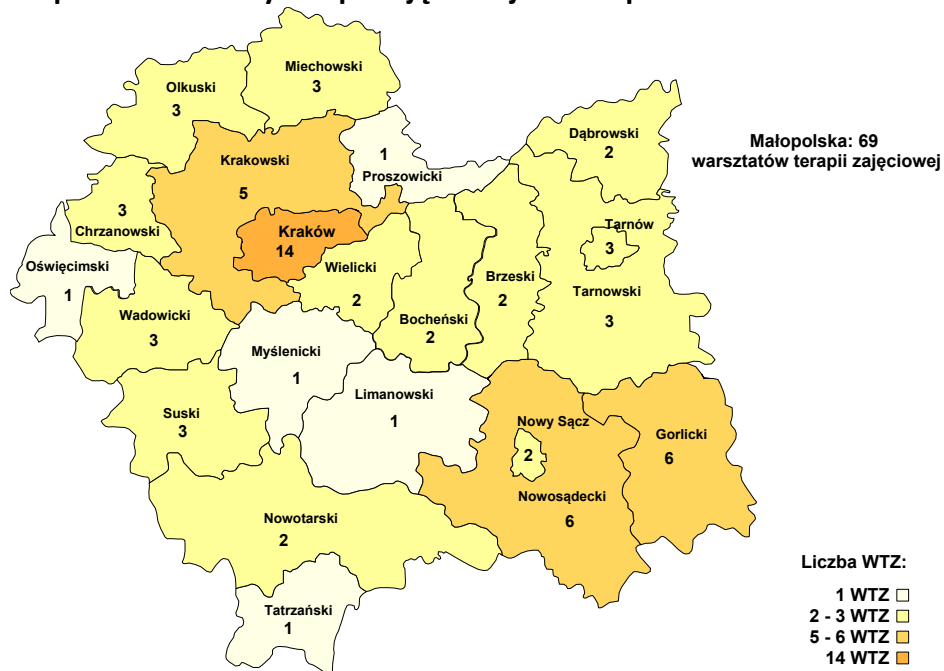 Miechowski
3
Olkuski
3
Dąbrowski
2
Małopolska: 69
warsztatów terapii zajęciowej
1
Proszowicki
Krakowski
5
3
Chrzanowski
Kraków
14
Tarnów
3
Oświęcimski
1
Wielicki
2
Brzeski
2
Tarnowski
3
Wadowicki
3
Bocheński
2
Myślenicki
1
Limanowski
1
Suski
3
Nowy Sącz
2
Gorlicki
6
Nowosądecki
6
Nowotarski
2
Tatrzański
1
Liczba WTZ:
1 WTZ
2 - 3 WTZ
5 - 6 WTZ
14 WTZ